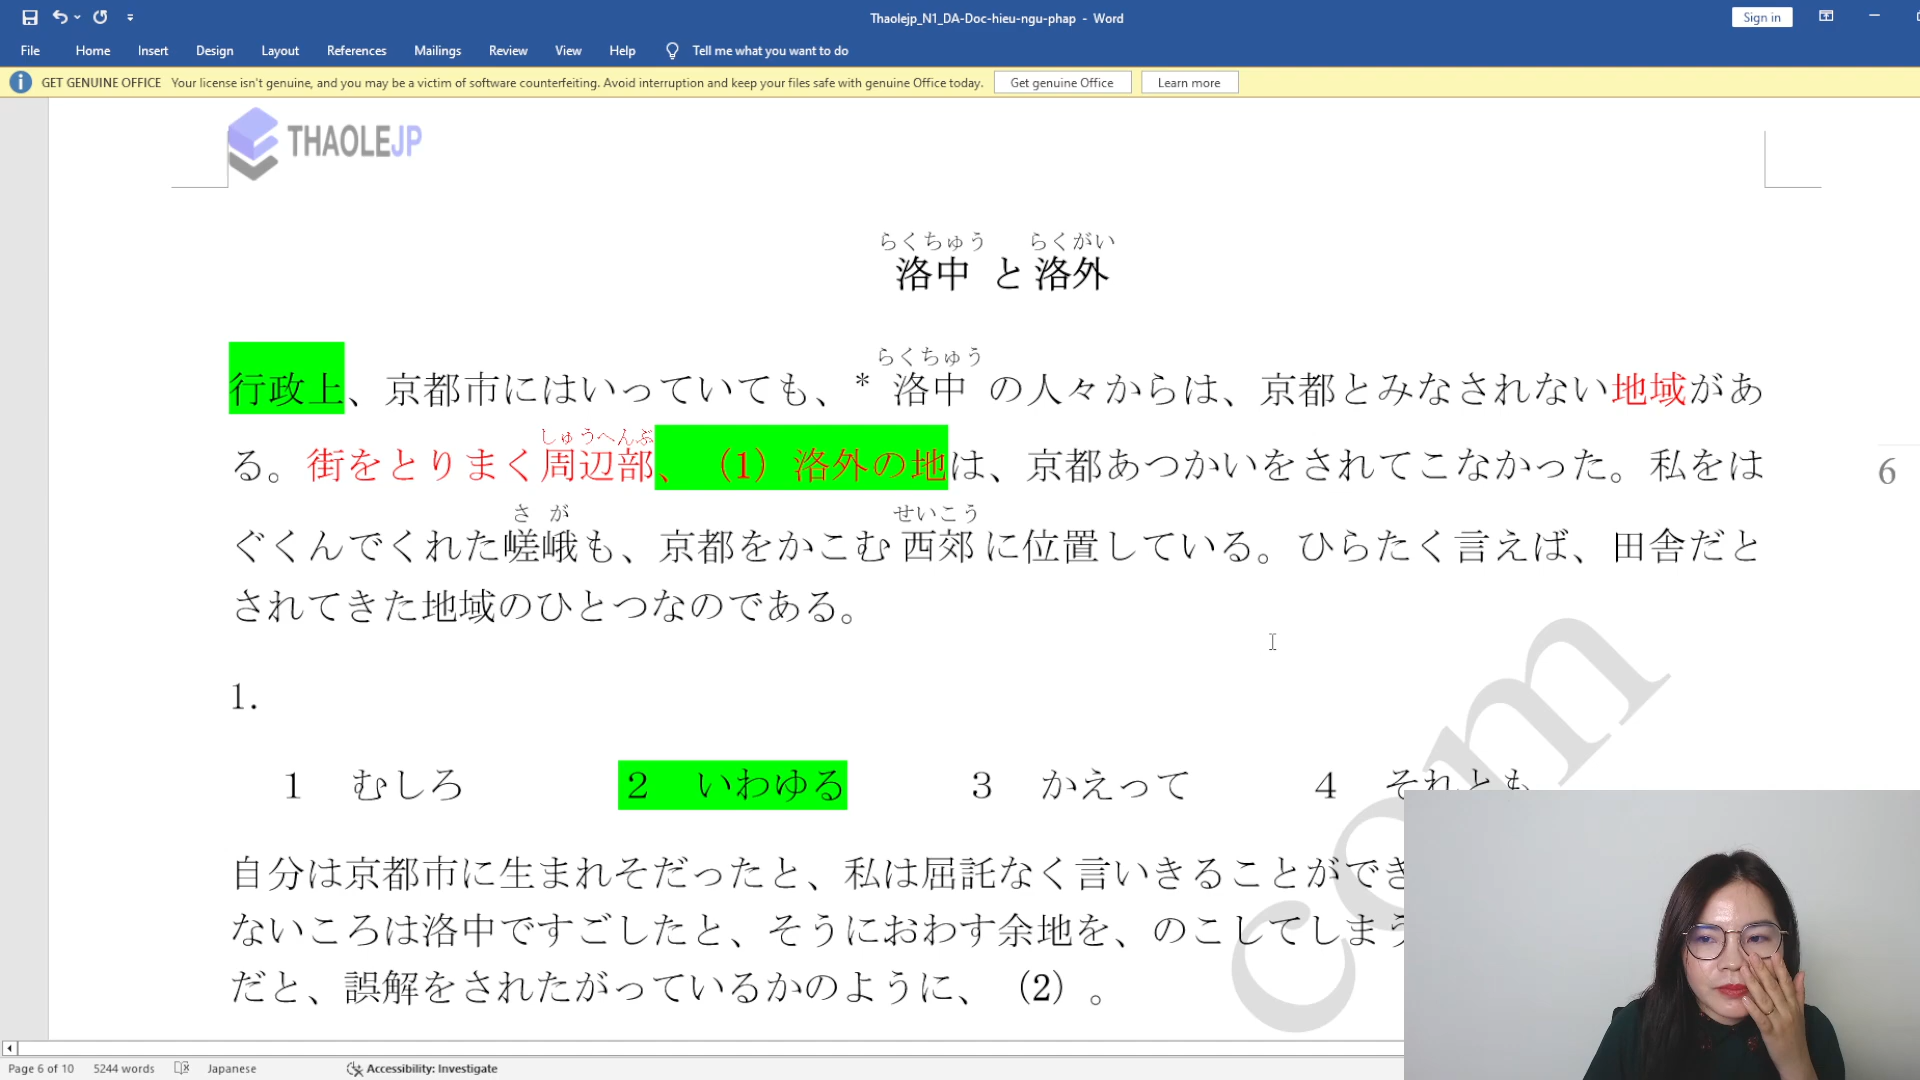 Thaolejp_N1_DA-Doc-hieu-ngu-phap - Word
Sign in
File Home Insert Design Layout References Mailings Review View Help Tell me what you want to do
GET GENUINE OFFICE Your license isn't genuine, and you may be a victim of software counterfeiting. Avoid interruption and keep your files safe with genuine Office today. Get genuine Office Learn more
THAOLEJP
らくちゅう らくがい
洛中 と 洛外
らくちゅう
行政上、京都市にはいっていても、* 洛中 の人々からは、京都とみなされない地域があ
しゅうへんぶ
る。街をとりまく周辺部、（1）洛外の地は、京都あつかいをされてこなかった。私をは
6
さ が せいこう
ぐくんでくれた嵯峨も、京都をかこむ 西郊 に位置している。ひらたく言えば、田舎だと
されてきた地域のひとつなのである。
1.
1 むしろ 2 いわゆる 3 かえって 4 それとも
自分は京都市に生まれそだったと、私は屈託なく言いきることができ
ないころは洛中ですごしたと、そうにおわす余地を、のこしてしまう
だと、誤解をされたがっているかのように、（2）。
com
Page 6 of 10 5244 words Japanese Accessibility: Investigate